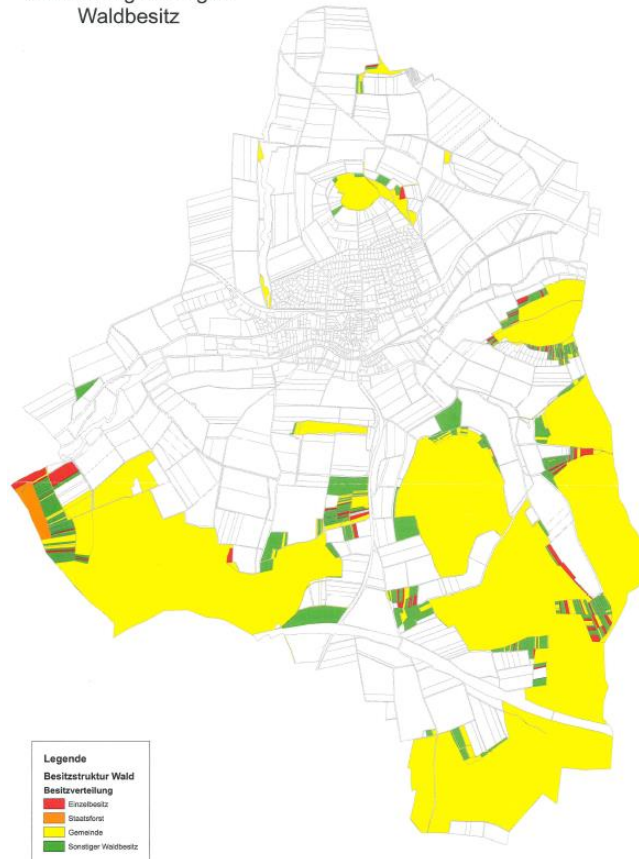 Waldbesitz
Legende
Besitzstruktur Wald
Besitzverteilung
Einzelbesitz
Staatsforst
Gemeinde
Sonstiger Waldbesitz